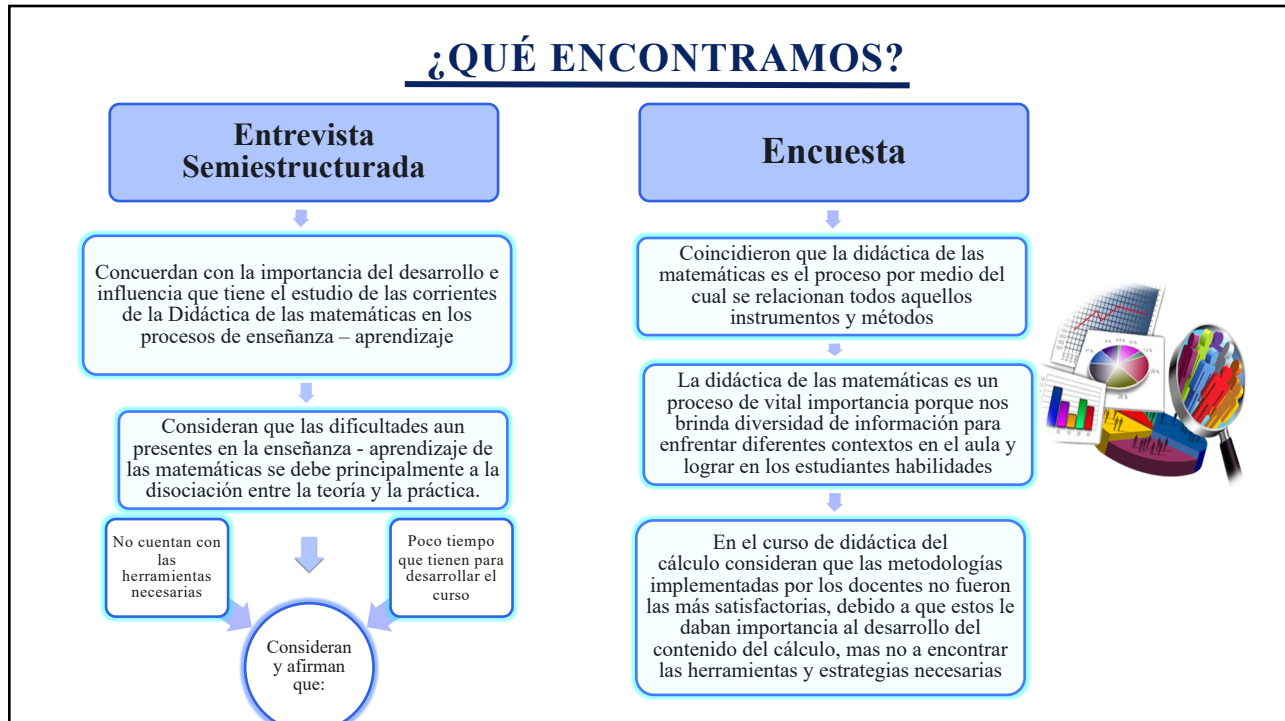 ¿QUÉ ENCONTRAMOS?
Entrevista
Semiestructurada
Concuerdan con la importancia del desarrollo e
influencia que tiene el estudio de las corrientes
de la Didáctica de las matemáticas en los
procesos de enseñanza – aprendizaje
Consideran que las dificultades aun
presentes en la enseñanza - aprendizaje de
las matemáticas se debe principalmente a la
disociación entre la teoría y la práctica.
No cuentan con
las
herramientas
necesarias
Poco tiempo
que tienen para
desarrollar el
curso
Consideran
y afirman
que:
Encuesta
Coincidieron que la didáctica de las
matemáticas es el proceso por medio del
cual se relacionan todos aquellos
instrumentos y métodos
La didáctica de las matemáticas es un
proceso de vital importancia porque nos
brinda diversidad de información para
enfrentar diferentes contextos en el aula y
lograr en los estudiantes habilidades
En el curso de didáctica del
cálculo consideran que las metodologías
implementadas por los docentes no fueron
las más satisfactorias, debido a que estos le
daban importancia al desarrollo del
contenido del cálculo, mas no a encontrar
las herramientas y estrategias necesarias